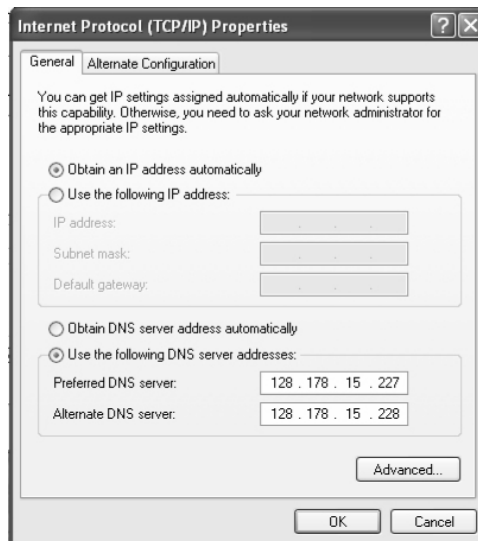 Internet Protocol (TCP/IP) Properties
General
Alternate Configuration
You can get IP settings assigned automatically if your network supports
this capability. Otherwise, you need to ask your network administrator for
the appropriate IP settings.
Obtain an IP address automatically
Use the following IP address:
IP address:
Subnet mask:
Default gateway:
Obtain DNS server address automatically
Use the following DNS server addresses:
Preferred DNS server: 128 . 178 . 15 . 227
Alternate DNS server: 128 . 178 . 15 . 228
Advanced...
OK
Cancel